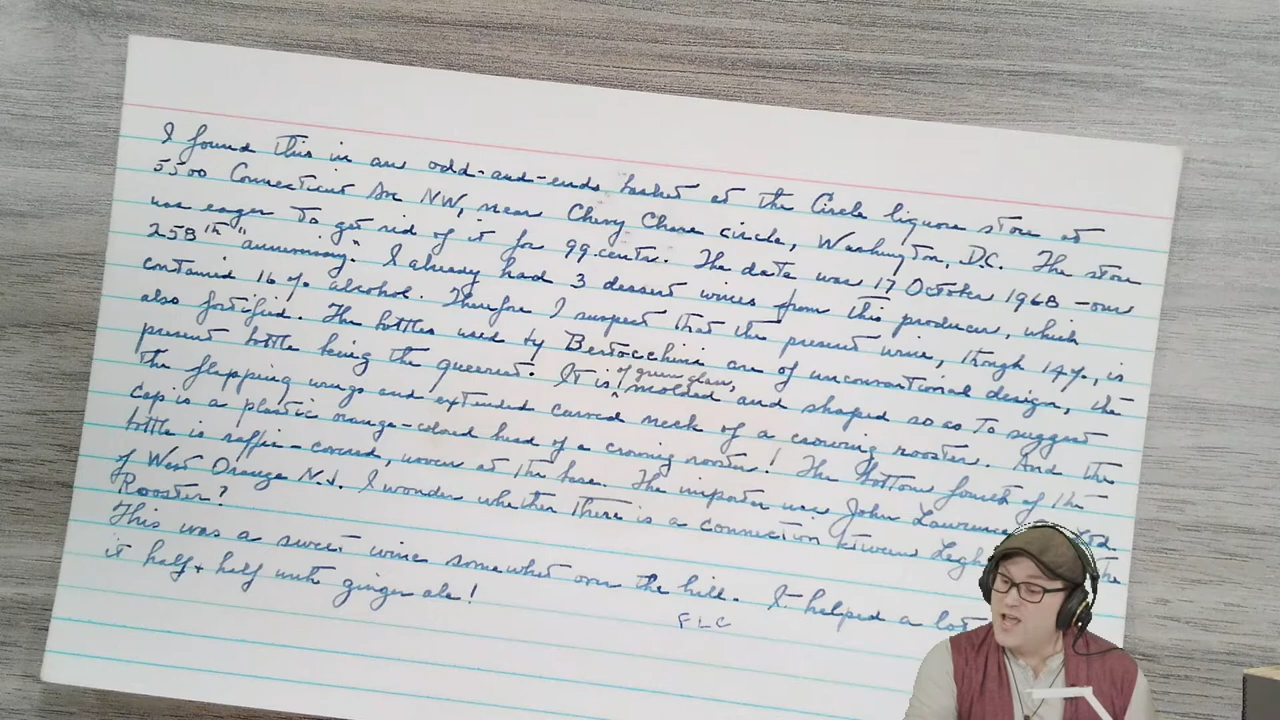 I found this in an odd-and-ends basket at the Circle liquor store at
5500 Connecticut Av. NW, near Chevy Chase circle, Washington, D.C. The store
was eager to get rid of it for 99 cents. The date was 17 October 1968 – our
258th "anniversary." I already had 3 dessert wines from this producer, which
contained 16% alcohol. Therefore I suspect that the present wine, though 14%, is
also fortified. The bottles used by Bertocchini are of unconventional design, the
present bottle being the queerest. It is ^of green glass, molded and shaped so as to suggest
the flapping wings and extended curved neck of a crowing rooster. And the
cap is a plastic orange-colored head of a crowing rooster! The bottom fourth of the
bottle is raffia-covered, woven at the base. The importer was John Lawrence Ltd
of West Orange N.J. I wonder whether there is a connection between the
Rooster?
This was a sweet wine somewhat over the hill. It helped a lot
it half + half with ginger ale!
FLC